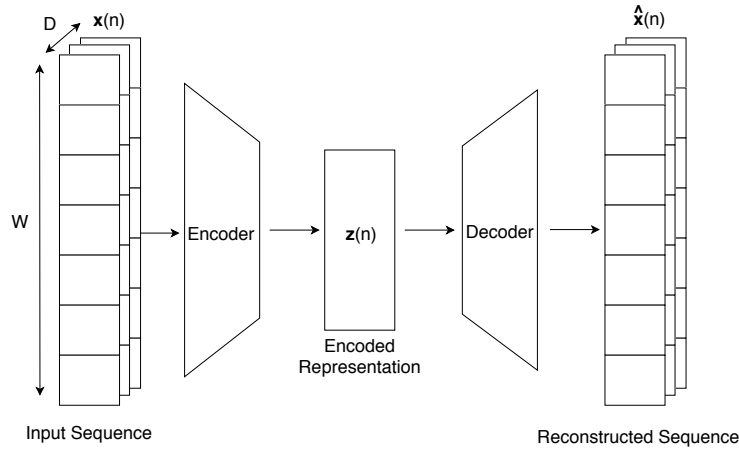 D
x(n)
x̂(n)
W
Encoder
z(n)
Decoder
Encoded
Representation
Input Sequence
Reconstructed Sequence